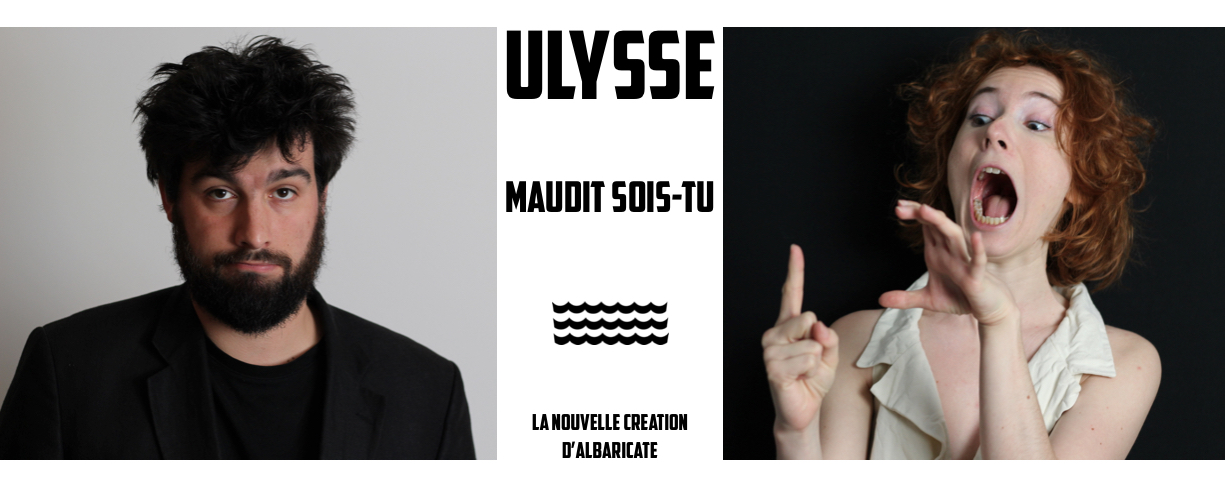 ULYSSE
MAUDIT SOIS-TU
LA NOUVELLE CREATION
D'ALBARICATE